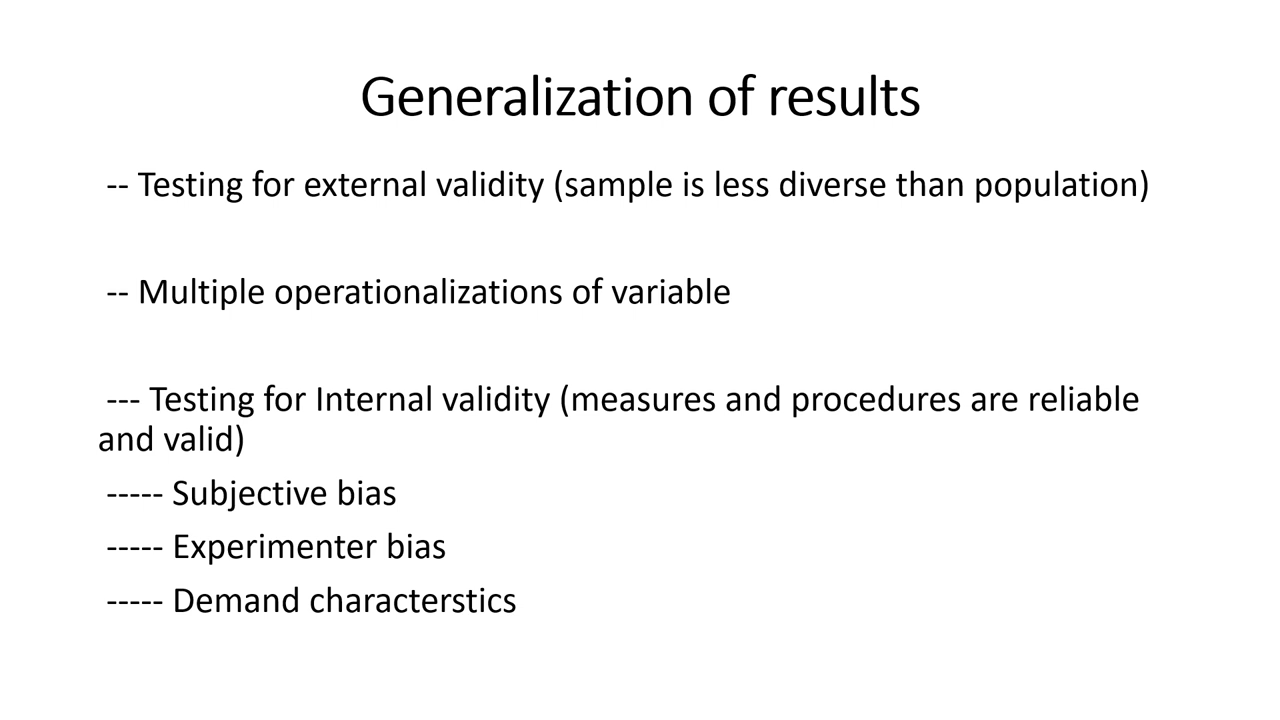 Generalization of results
-- Testing for external validity (sample is less diverse than population)
-- Multiple operationalizations of variable
--- Testing for Internal validity (measures and procedures are reliable
and valid)
----- Subjective bias
----- Experimenter bias
----- Demand characterstics